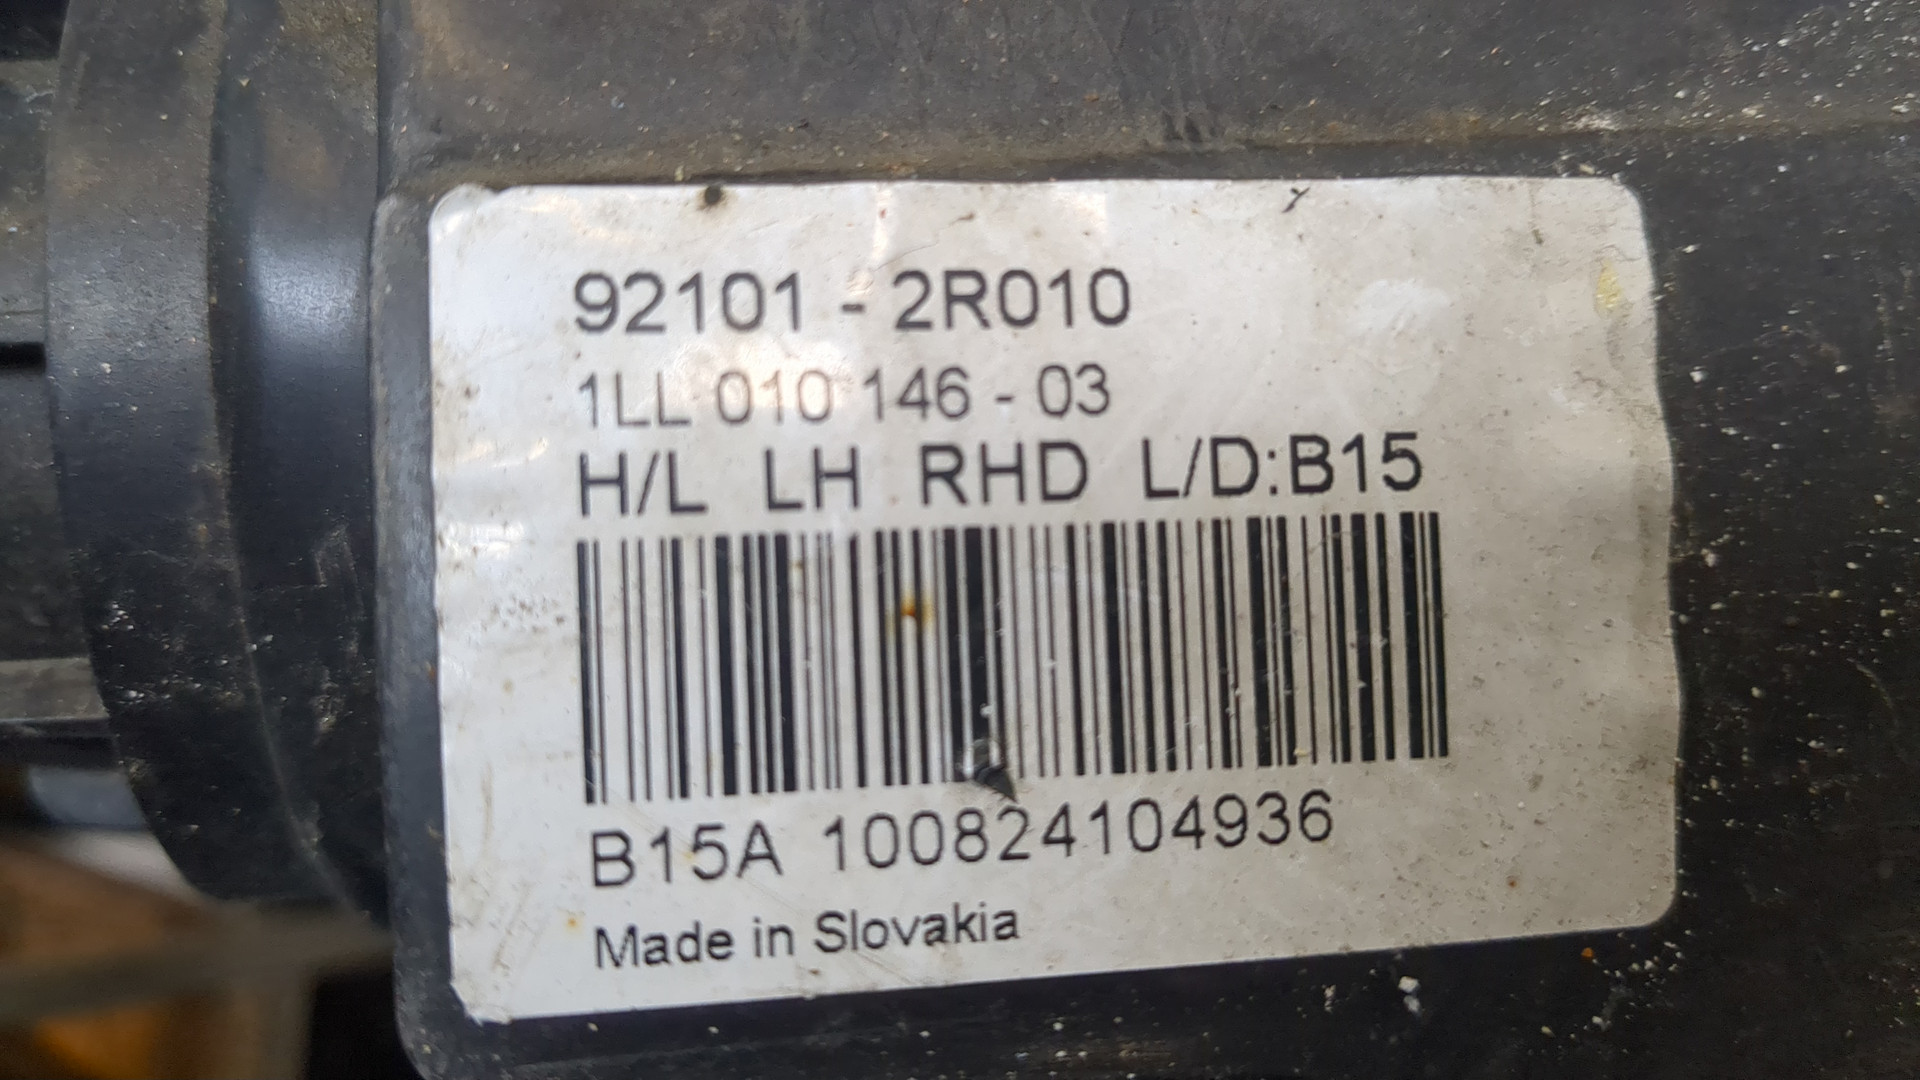 92101 - 2R010
1LL 010 146 - 03
H/L LH RHD L/D:B15
B15A 100824104936
Made in Slovakia